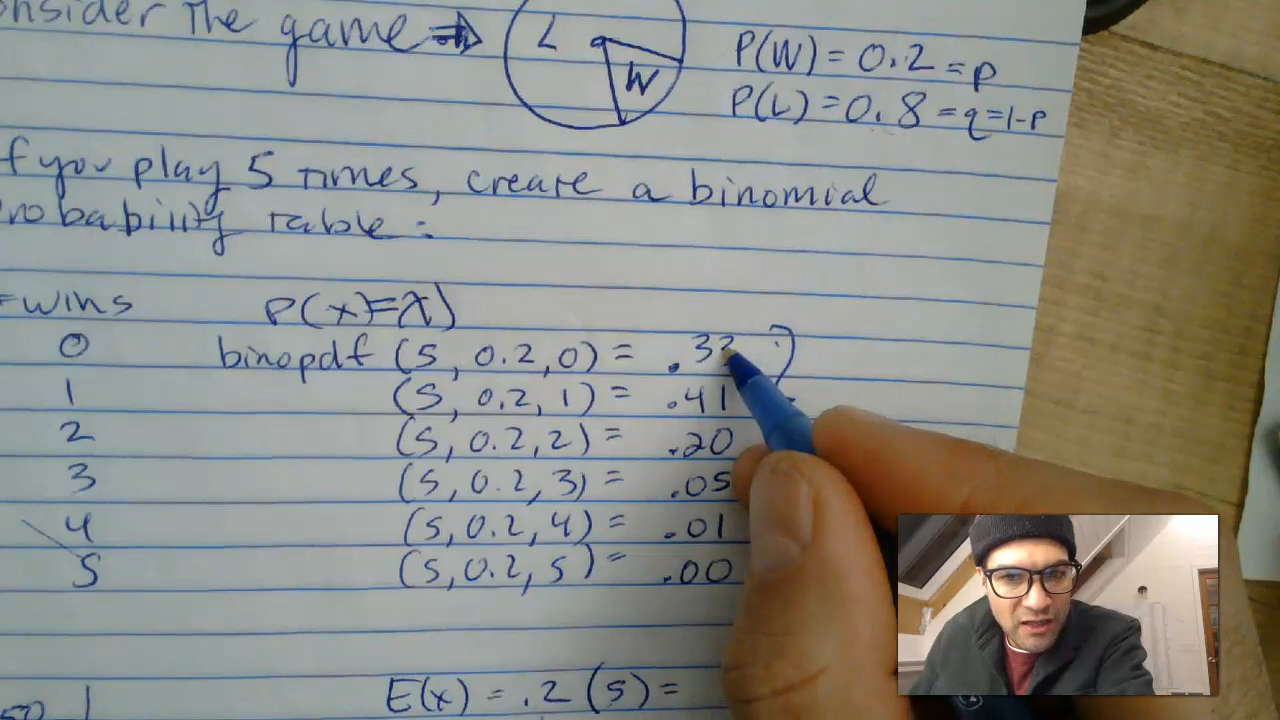 onsider The game ⇒
L
W
P(W) = 0.2 = p
P(L) = 0.8 = q = 1-p
f you play 5 times, create a binomial
robability table:
=wins P(x)=x)
0 binopdf (5, 0.2, 0) = .33
1 (5, 0.2, 1) = .41
2 (5, 0.2, 2) = .20
3 (5, 0.2, 3) = .05
4 (5, 0.2, 4) = .01
5 (5, 0.2, 5) = .00
E(x) = .2 (5) =